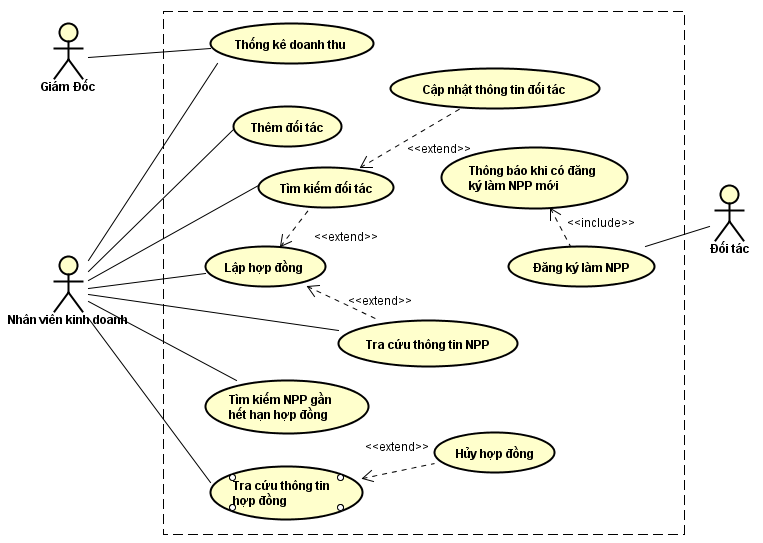 Thống kê doanh thu
Giám Đốc
Cập nhật thông tin đối tác
Thêm đối tác
<<extend>>
Thông báo khi có đăng
ký làm NPP mới
Tìm kiếm đối tác
<<include>>
<<extend>>
Đối tác
Lập hợp đồng
Đăng ký làm NPP
<<extend>>
Nhân viên kinh doanh
Tra cứu thông tin NPP
Tìm kiếm NPP gần
hết hạn hợp đồng
<<extend>>
Hủy hợp đồng
Tra cứu thông tin
hợp đồng